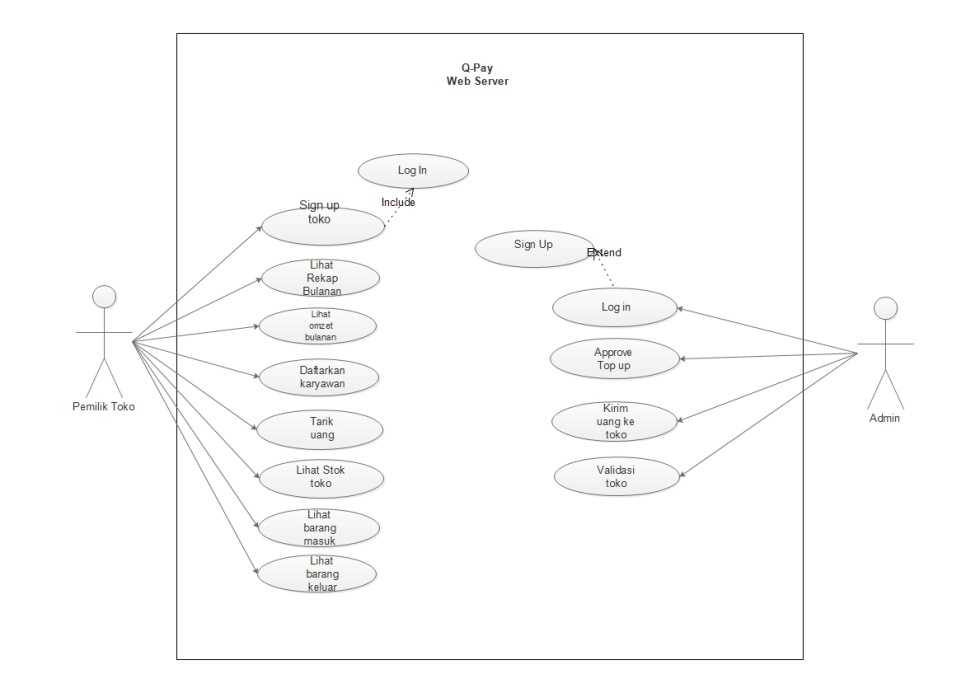 Q-Pay
Web Server
Log In
Include
Sign up
toko
Sign Up
Extend
Lihat
Rekap
Bulanan
Log in
Lihat
omzet
bulanan
Approve
Top up
Daftarkan
karyawan
Pemilik Toko
Kirim
uang ke
toko
Admin
Tarik
uang
Lihat Stok
toko
Validasi
toko
Lihat
barang
masuk
Lihat
barang
keluar